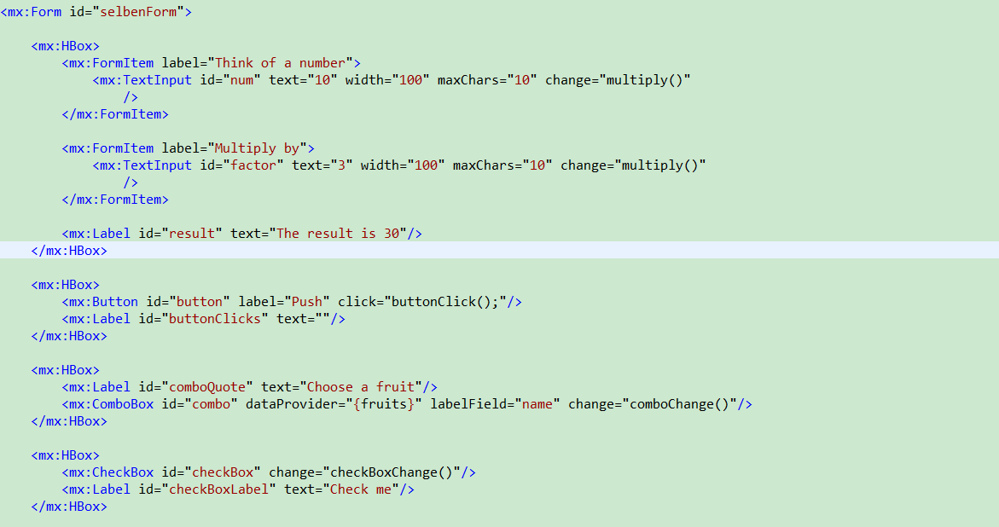 <mx:Form id="selbenForm">
<mx:HBox>
<mx:FormItem label="Think of a number">
<mx:TextInput id="num" text="10" width="100" maxChars="10" change="multiply()"
/>
</mx:FormItem>
<mx:FormItem label="Multiply by">
<mx:TextInput id="factor" text="3" width="100" maxChars="10" change="multiply()"
/>
</mx:FormItem>
<mx:Label id="result" text="The result is 30"/>
</mx:HBox>
<mx:HBox>
<mx:Button id="button" label="Push" click="buttonClick();"/>
<mx:Label id="buttonClicks" text=""/>
</mx:HBox>
<mx:HBox>
<mx:Label id="comboQuote" text="Choose a fruit"/>
<mx:ComboBox id="combo" dataProvider="{fruits}" labelField="name" change="comboChange()"/>
</mx:HBox>
<mx:HBox>
<mx:CheckBox id="checkBox" change="checkBoxChange()"/>
<mx:Label id="checkBoxLabel" text="Check me"/>
</mx:HBox>